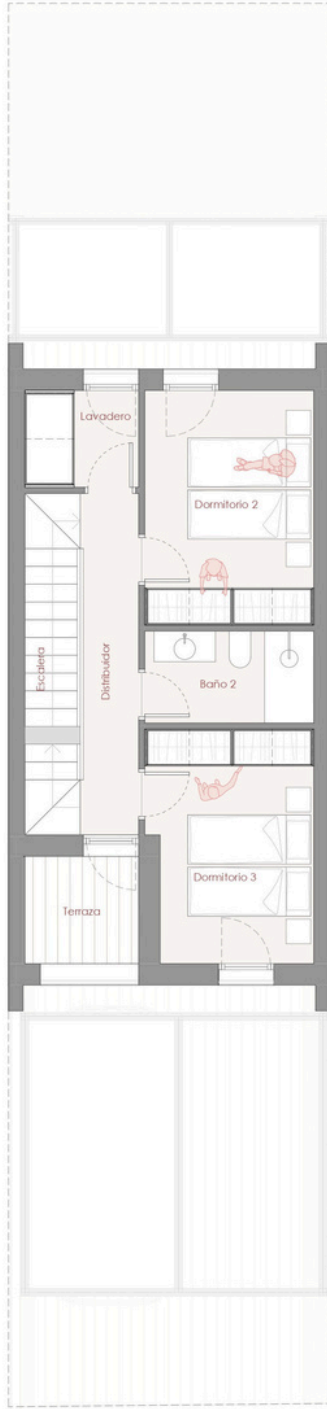 Lavadero
Dormitorio 2
Escalera
Distribuidor
Baño 2
Dormitorio 3
Terraza